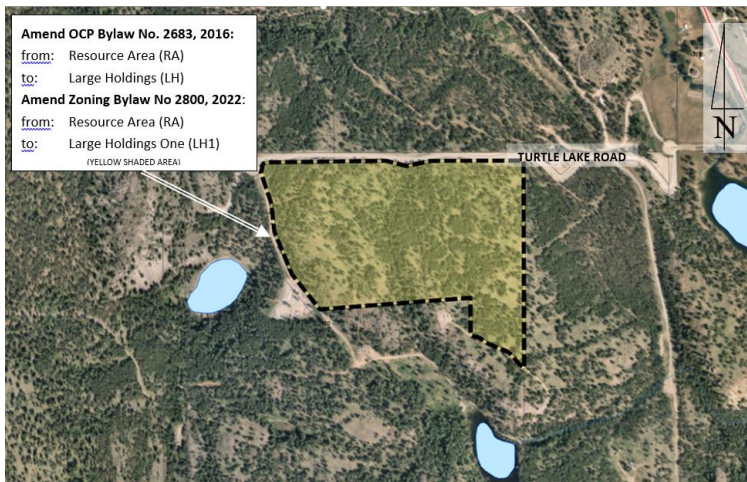 Amend OCP Bylaw No. 2683, 2016:
from: Resource Area (RA)
to: Large Holdings (LH)
Amend Zoning Bylaw No 2800, 2022:
from: Resource Area (RA)
to: Large Holdings One (LH1)
(YELLOW SHADED AREA)
N
TURTLE LAKE ROAD